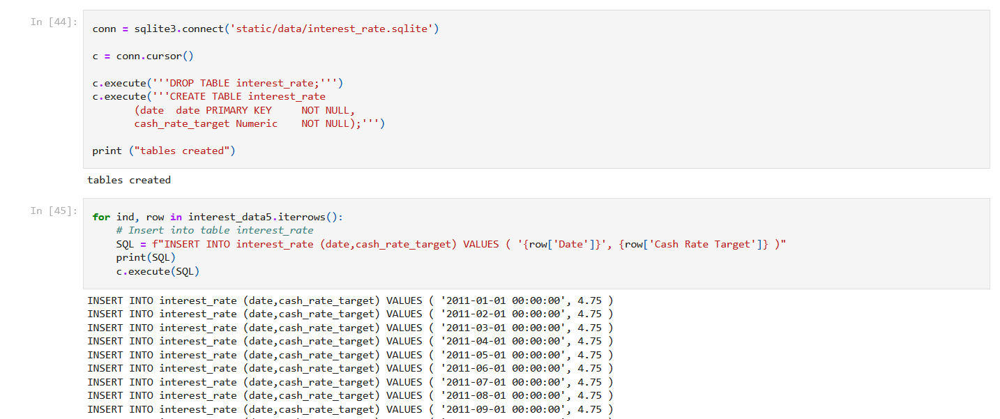 In [44]:
conn = sqlite3.connect('static/data/interest_rate.sqlite')
c = conn.cursor()
c.execute('''DROP TABLE interest_rate;''')
c.execute('''CREATE TABLE interest_rate
(date  date PRIMARY KEY     NOT NULL,
cash_rate_target Numeric    NOT NULL);''')
print ("tables created")
tables created
In [45]:
for ind, row in interest_data5.iterrows():
# Insert into table interest_rate
SQL = f"INSERT INTO interest_rate (date,cash_rate_target) VALUES ( '{row['Date']}', {row['Cash Rate Target']} )"
print(SQL)
c.execute(SQL)
INSERT INTO interest_rate (date,cash_rate_target) VALUES ( '2011-01-01 00:00:00', 4.75 )
INSERT INTO interest_rate (date,cash_rate_target) VALUES ( '2011-02-01 00:00:00', 4.75 )
INSERT INTO interest_rate (date,cash_rate_target) VALUES ( '2011-03-01 00:00:00', 4.75 )
INSERT INTO interest_rate (date,cash_rate_target) VALUES ( '2011-04-01 00:00:00', 4.75 )
INSERT INTO interest_rate (date,cash_rate_target) VALUES ( '2011-05-01 00:00:00', 4.75 )
INSERT INTO interest_rate (date,cash_rate_target) VALUES ( '2011-06-01 00:00:00', 4.75 )
INSERT INTO interest_rate (date,cash_rate_target) VALUES ( '2011-07-01 00:00:00', 4.75 )
INSERT INTO interest_rate (date,cash_rate_target) VALUES ( '2011-08-01 00:00:00', 4.75 )
INSERT INTO interest_rate (date,cash_rate_target) VALUES ( '2011-09-01 00:00:00', 4.75 )